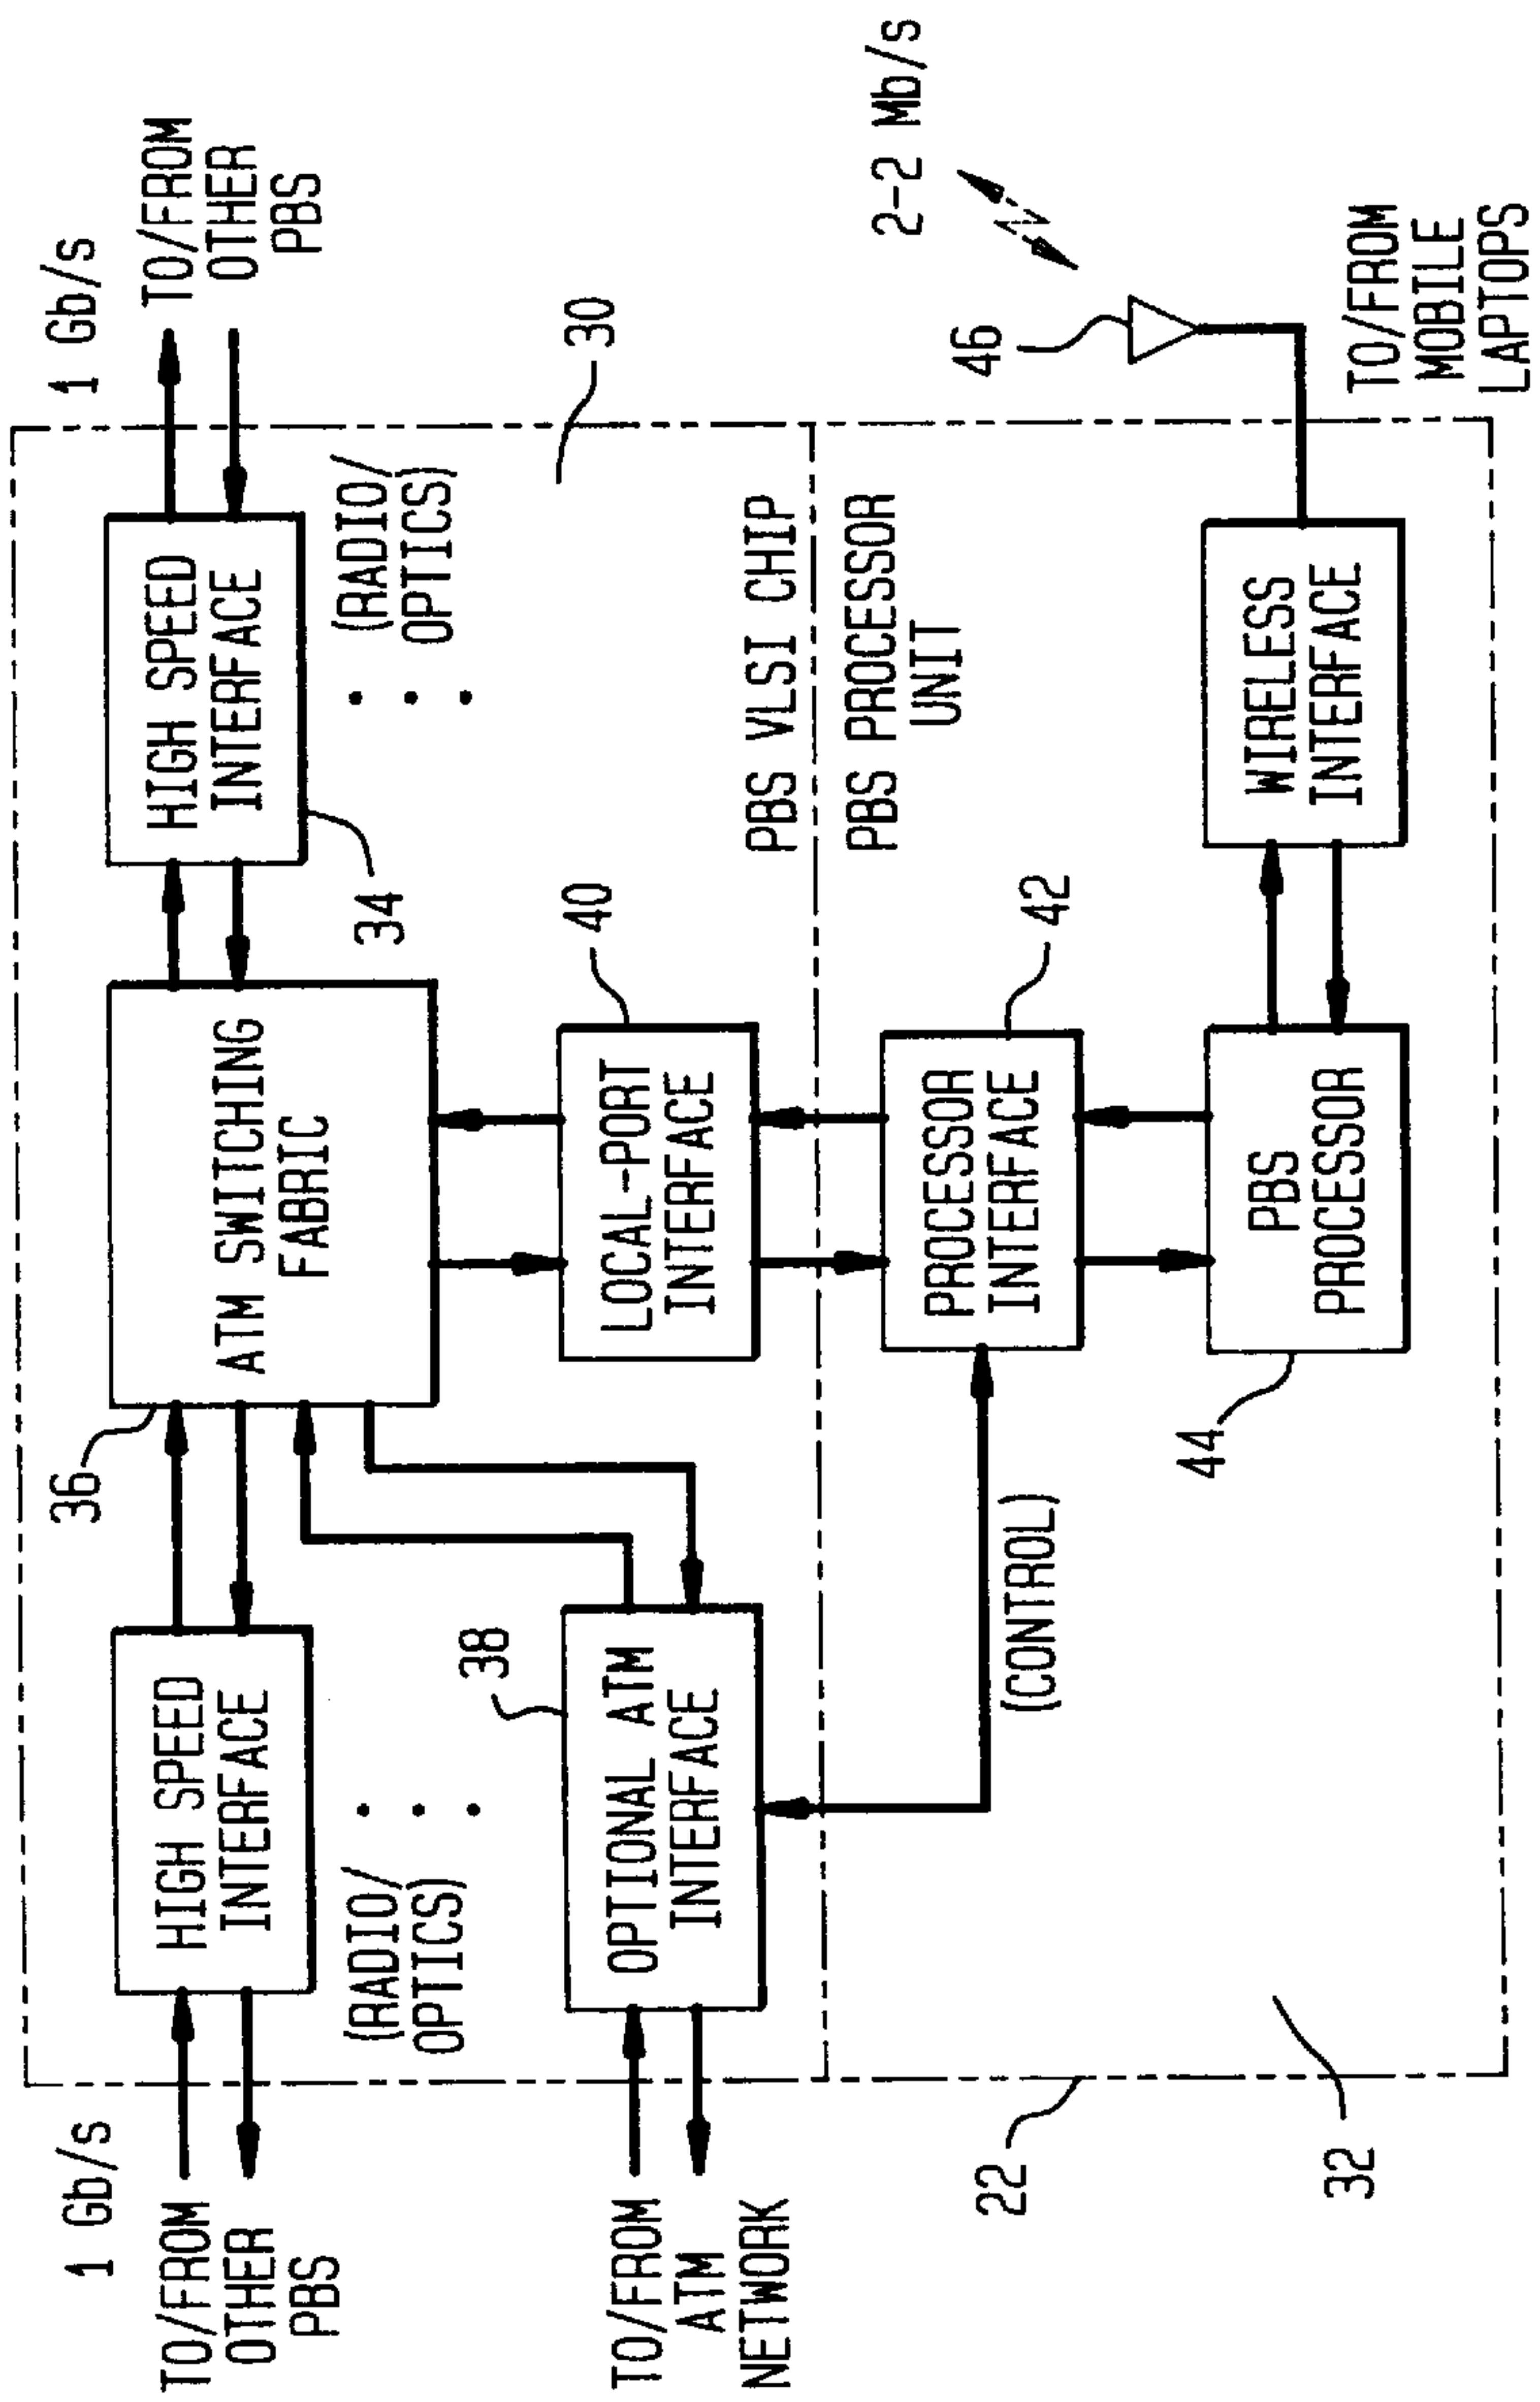 1 Gb/s
TO/FROM
OTHER
PBS
HIGH SPEED
INTERFACE
(RADIO/
OPTICS)
36
ATM SWITCHING
FABRIC
HIGH SPEED
INTERFACE
34
(RADIO/
OPTICS)
1 Gb/s
TO/FROM
OTHER
PBS
30
TO/FROM
ATM
NETWORK
38
OPTIONAL ATM
INTERFACE
40
LOCAL-PORT
INTERFACE
PBS VLSI CHIP
PBS PROCESSOR
UNIT
22
(CONTROL)
42
PROCESSOR
INTERFACE
46
2-2 Mb/s
32
44
PBS
PROCESSOR
WIRELESS
INTERFACE
TO/FROM
MOBILE
LAPTOPS